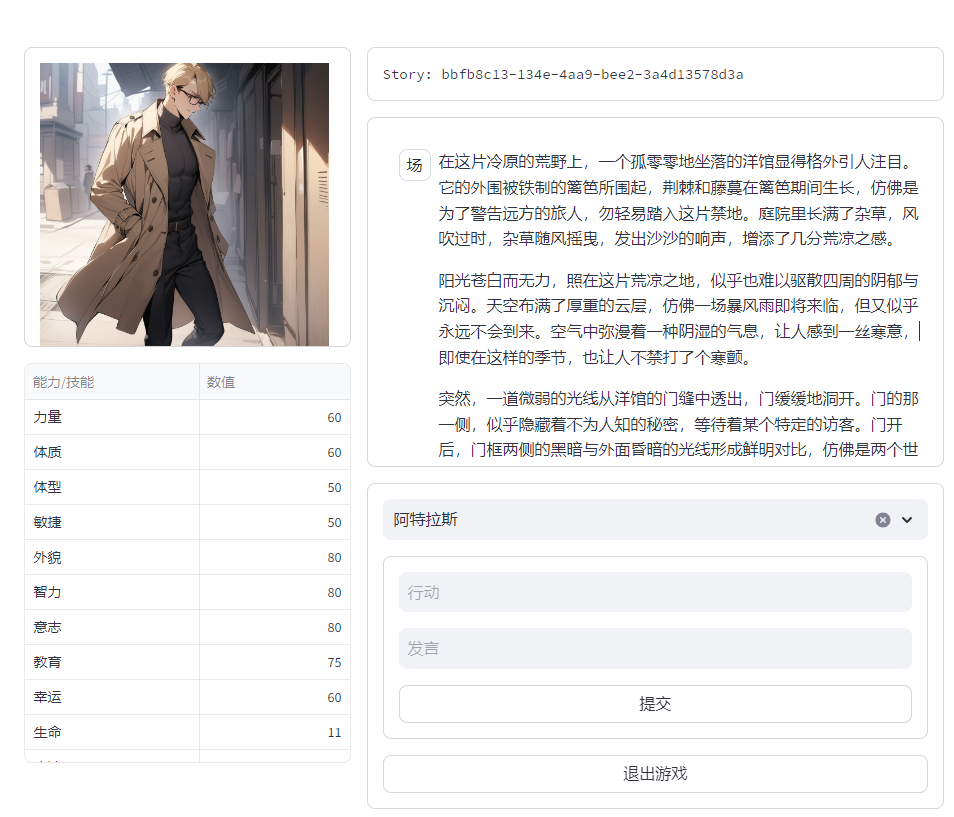 Story: bbfb8c13-134e-4aa9-bee2-3a4d13578d3a
场
在这片冷原的荒野上，一个孤零零地坐落的洋馆显得格外引人注目。
它的外围被铁制的篱笆所围起，荆棘和藤蔓在篱笆期间生长，仿佛是
为了警告远方的旅人，勿轻易踏入这片禁地。庭院里长满了杂草，风
吹过时，杂草随风摇曳，发出沙沙的响声，增添了几分荒凉之感。
阳光苍白而无力，照在这片荒凉之地，似乎也难以驱散四周的阴郁与
沉闷。天空布满了厚重的云层，仿佛一场暴风雨即将来临，但又似乎
永远不会到来。空气中弥漫着一种阴湿的气息，让人感到一丝寒意，
即使在这样的季节，也让人不禁打了个寒颤。
突然，一道微弱的光线从洋馆的门缝中透出，门缓缓地洞开。门的那
一侧，似乎隐藏着不为人知的秘密，等待着某个特定的访客。门开
后，门框两侧的黑暗与外面昏暗的光线形成鲜明对比，仿佛是两个世
能力/技能 数值
力量 60
体质 60
体型 50
敏捷 50
外貌 80
智力 80
意志 80
教育 75
幸运 60
生命 11
阿特拉斯
行动
发言
提交
退出游戏